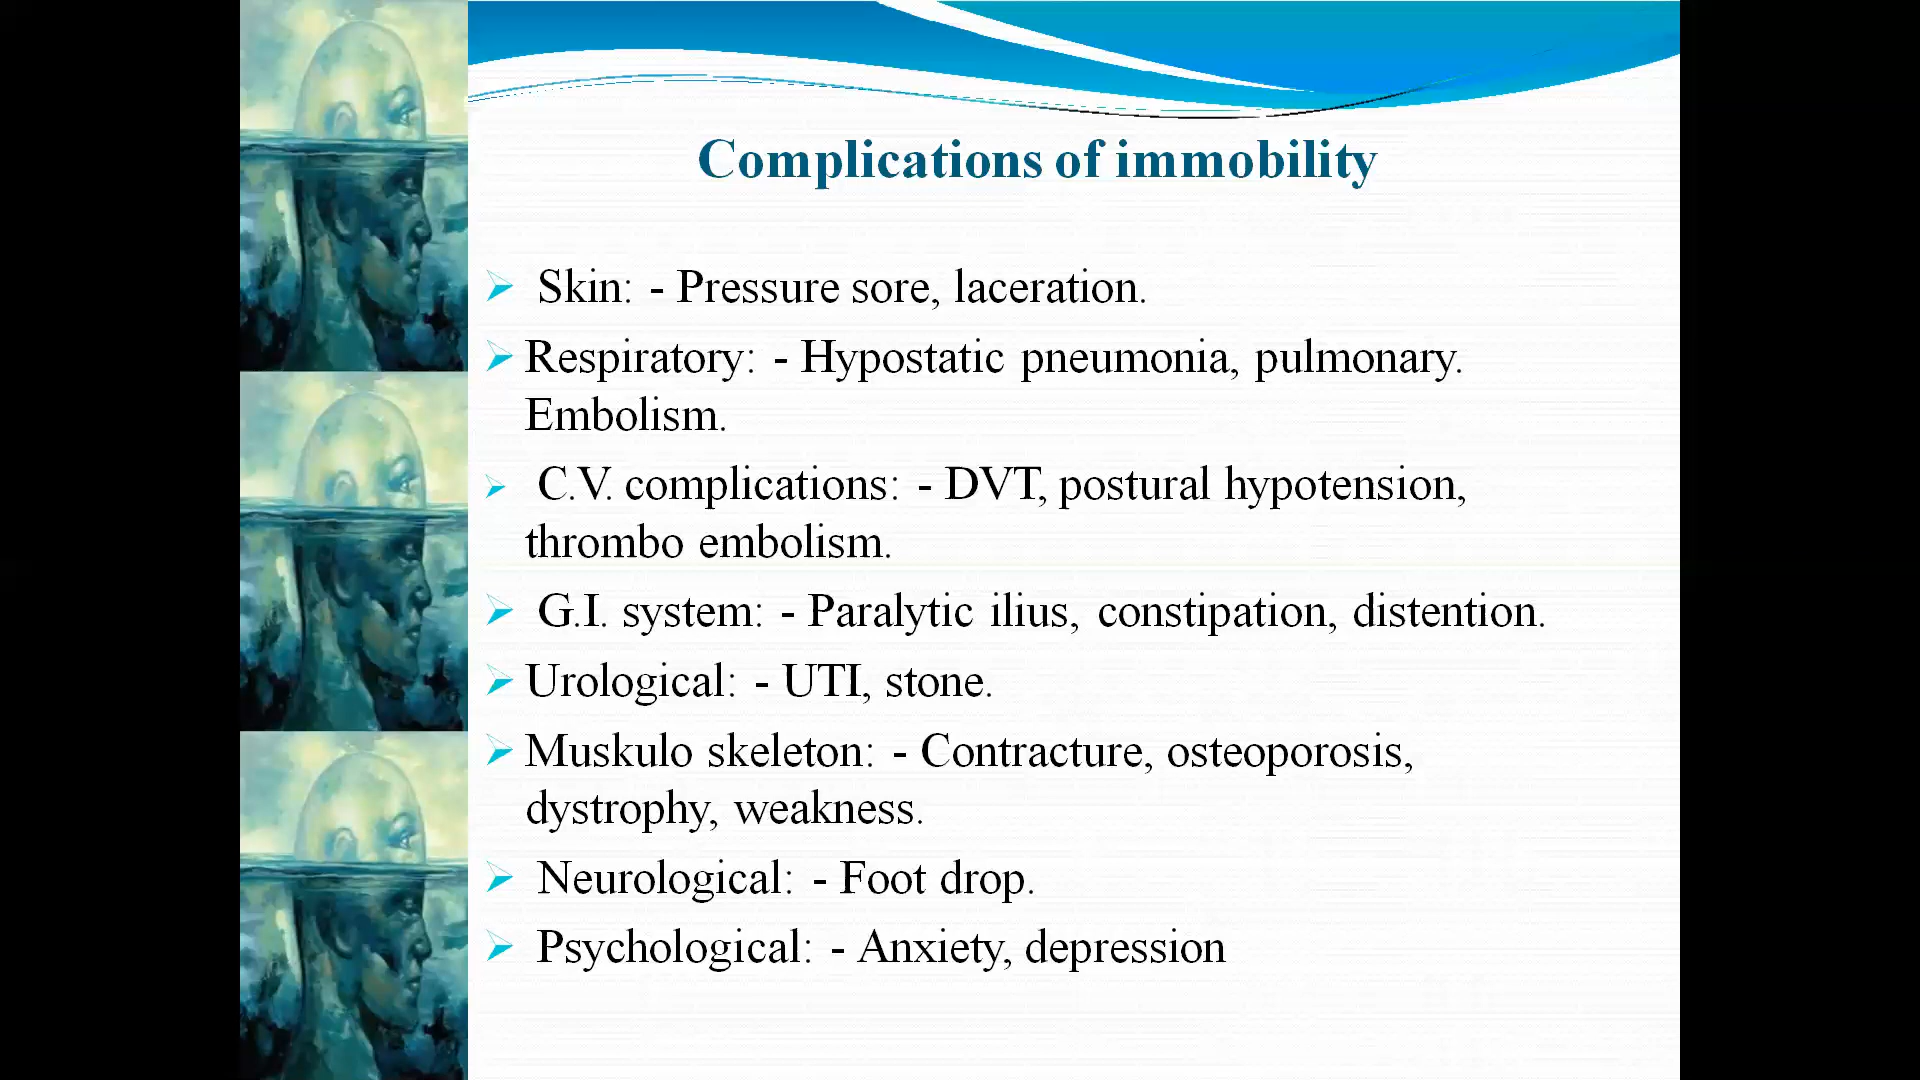 Complications of immobility
Skin: - Pressure sore, laceration.
Respiratory: - Hypostatic pneumonia, pulmonary.
Embolism.
C.V. complications: - DVT, postural hypotension,
thrombo embolism.
G.I. system: - Paralytic ilius, constipation, distention.
Urological: - UTI, stone.
Muskulo skeleton: - Contracture, osteoporosis,
dystrophy, weakness.
Neurological: - Foot drop.
Psychological: - Anxiety, depression